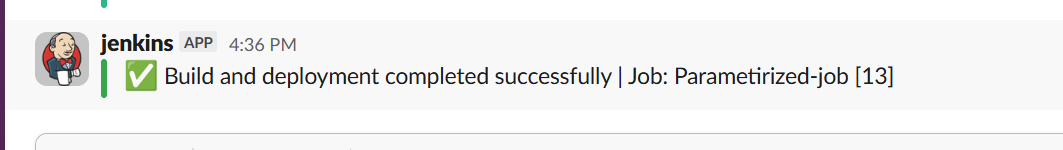 jenkins APP 4:36 PM
✅ Build and deployment completed successfully | Job: Parametirized-job [13]